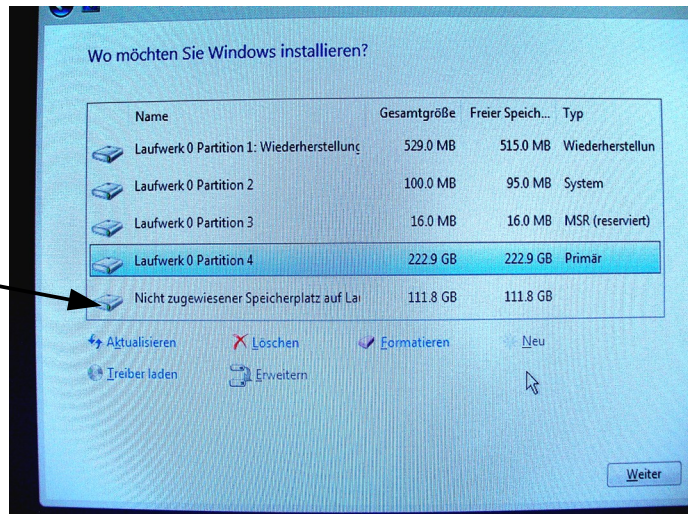 Wo möchten Sie Windows installieren?
Name Gesamtgröße Freier Speich... Typ
Laufwerk 0 Partition 1: Wiederherstellung 529.0 MB 515.0 MB Wiederherstellun
Laufwerk 0 Partition 2 100.0 MB 95.0 MB System
Laufwerk 0 Partition 3 16.0 MB 16.0 MB MSR (reserviert)
Laufwerk 0 Partition 4 222.9 GB 222.9 GB Primär
Nicht zugewiesener Speicherplatz auf Lau 111.8 GB 111.8 GB
Aktualisieren Löschen Formatieren Neu
Treiber laden Erweitern
Weiter